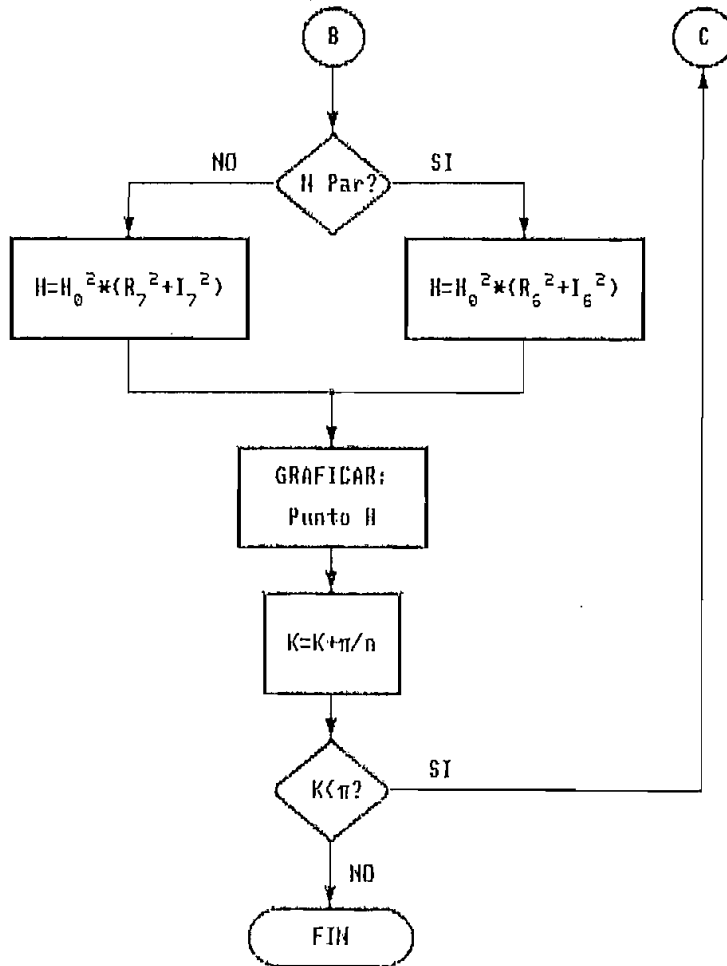 B
C
NO
N Par?
SI
H=H₀²*(R₇²+I₇²)
H=H₀²*(R₆²+I₆²)
GRAFICAR:
Punto H
K=K+π/n
K<π?
SI
NO
FIN